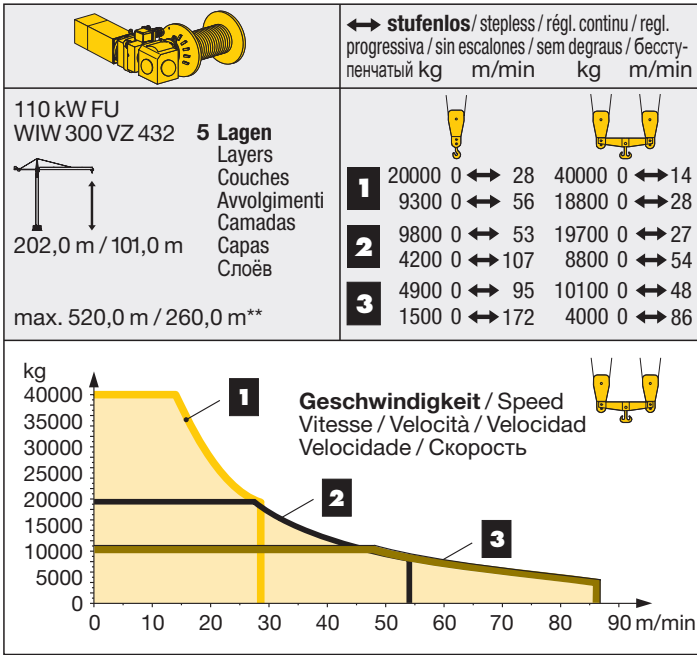 ↔ stufenlos / stepless / régl. continu / regl.
progressiva / sin escalones / sem degraus / бессту-
пенчатый kg m/min kg m/min
110 kW FU
WIW 300 VZ 432
202,0 m / 101,0 m
max. 520,0 m / 260,0 m**
5 Lagen
Layers
Couches
Avvolgimenti
Camadas
Capas
Слоёв
1
20000 0 ↔ 28 40000 0 ↔ 14
9300 0 ↔ 56 18800 0 ↔ 28
2
9800 0 ↔ 53 19700 0 ↔ 27
4200 0 ↔ 107 8800 0 ↔ 54
3
4900 0 ↔ 95 10100 0 ↔ 48
1500 0 ↔ 172 4000 0 ↔ 86
kg
40000
35000
30000
25000
20000
15000
10000
5000
0
1
2
3
Geschwindigkeit / Speed
Vitesse / Velocità / Velocidad
Velocidade / Скорость
0 10 20 30 40 50 60 70 80 90 m/min